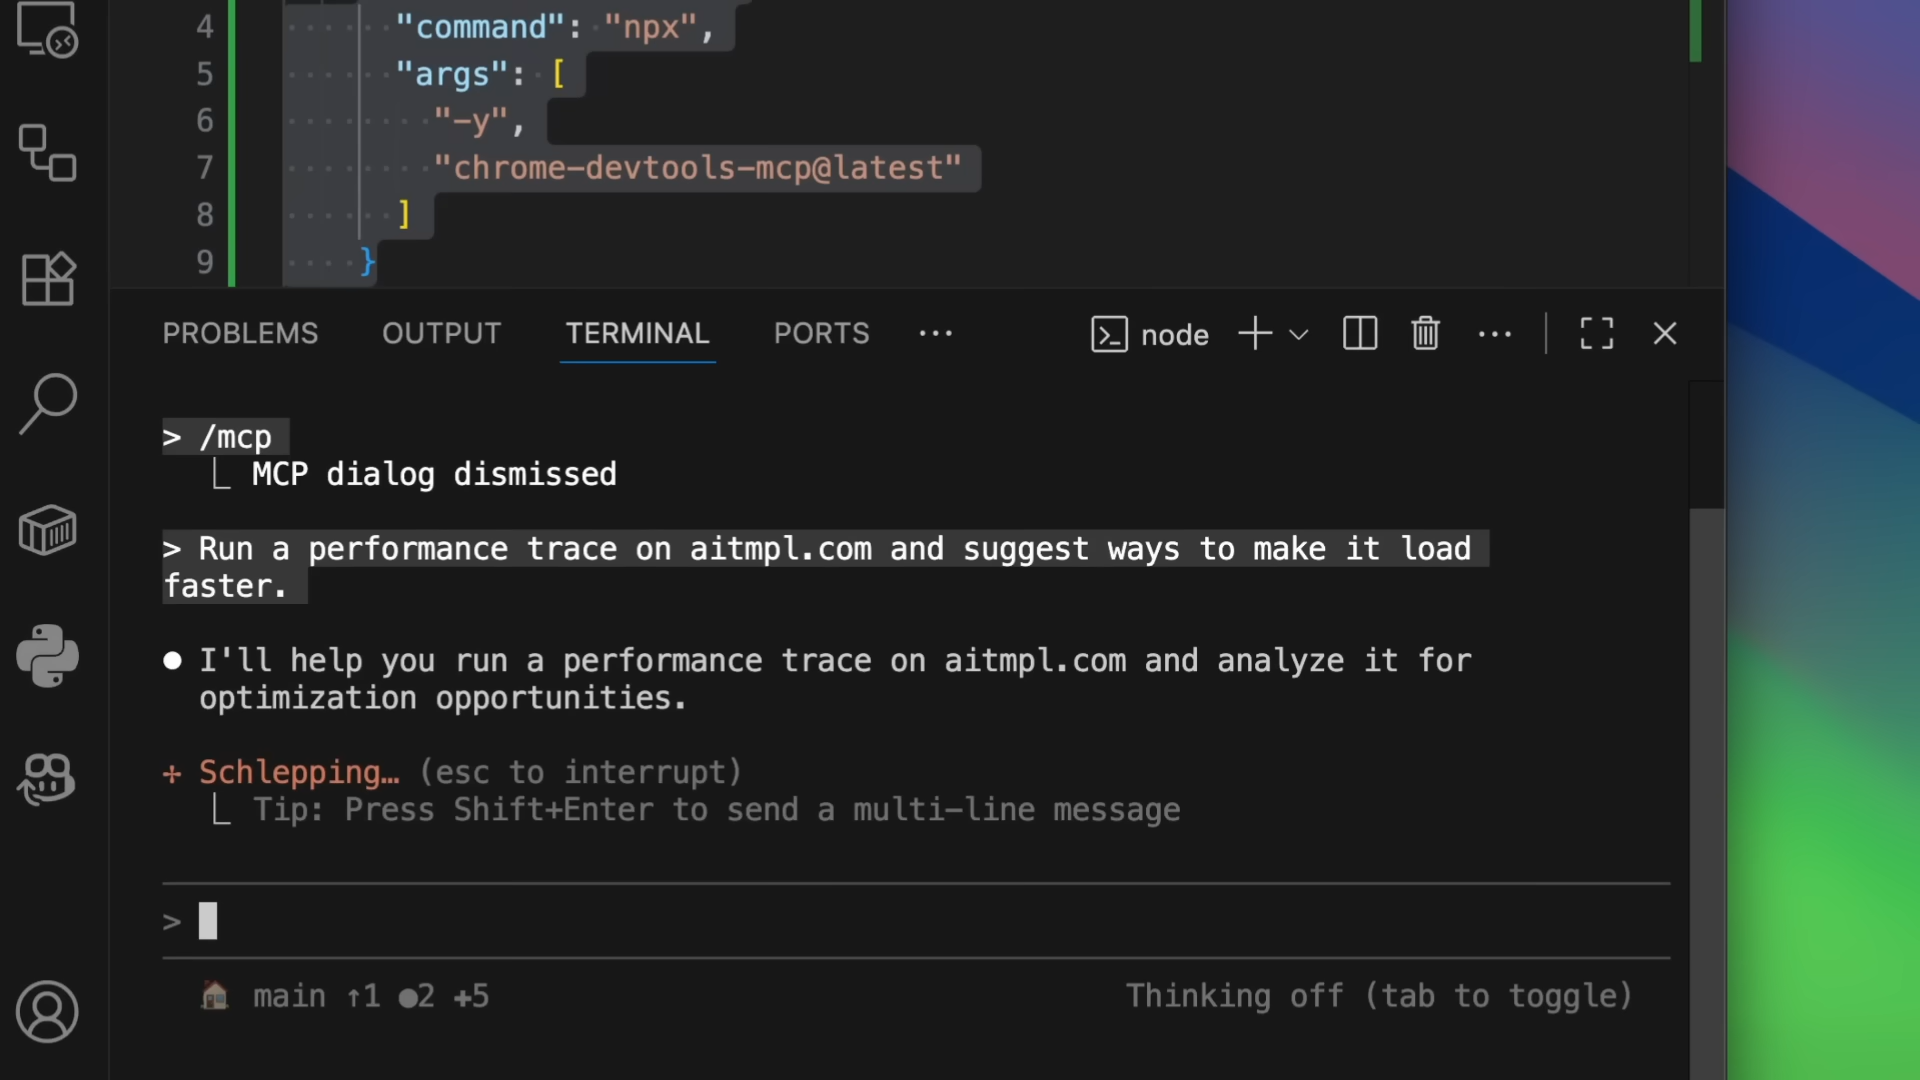 4 "command": "npx",
5 "args": [
6 "-y",
7 "chrome-devtools-mcp@latest"
8 ]
9 }
PROBLEMS OUTPUT TERMINAL PORTS ··· node ···
> /mcp
⎿ MCP dialog dismissed
> Run a performance trace on aitmpl.com and suggest ways to make it load
faster.
● I'll help you run a performance trace on aitmpl.com and analyze it for
optimization opportunities.
✢ Schlepping… (esc to interrupt)
⎿ Tip: Press Shift+Enter to send a multi-line message
>
🏠 main ↑1 ●2 ✚5 Thinking off (tab to toggle)